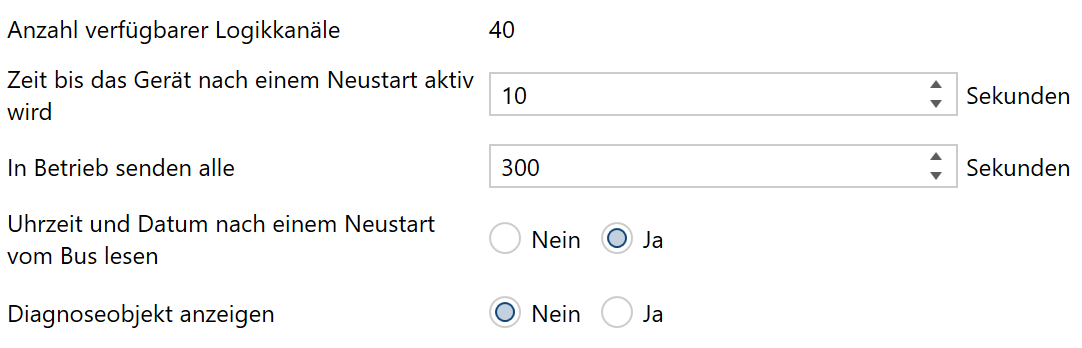 Anzahl verfügbarer Logikkanäle 40
Zeit bis das Gerät nach einem Neustart aktiv
wird 10 Sekunden
In Betrieb senden alle 300 Sekunden
Uhrzeit und Datum nach einem Neustart
vom Bus lesen Nein Ja
Diagnoseobjekt anzeigen Nein Ja